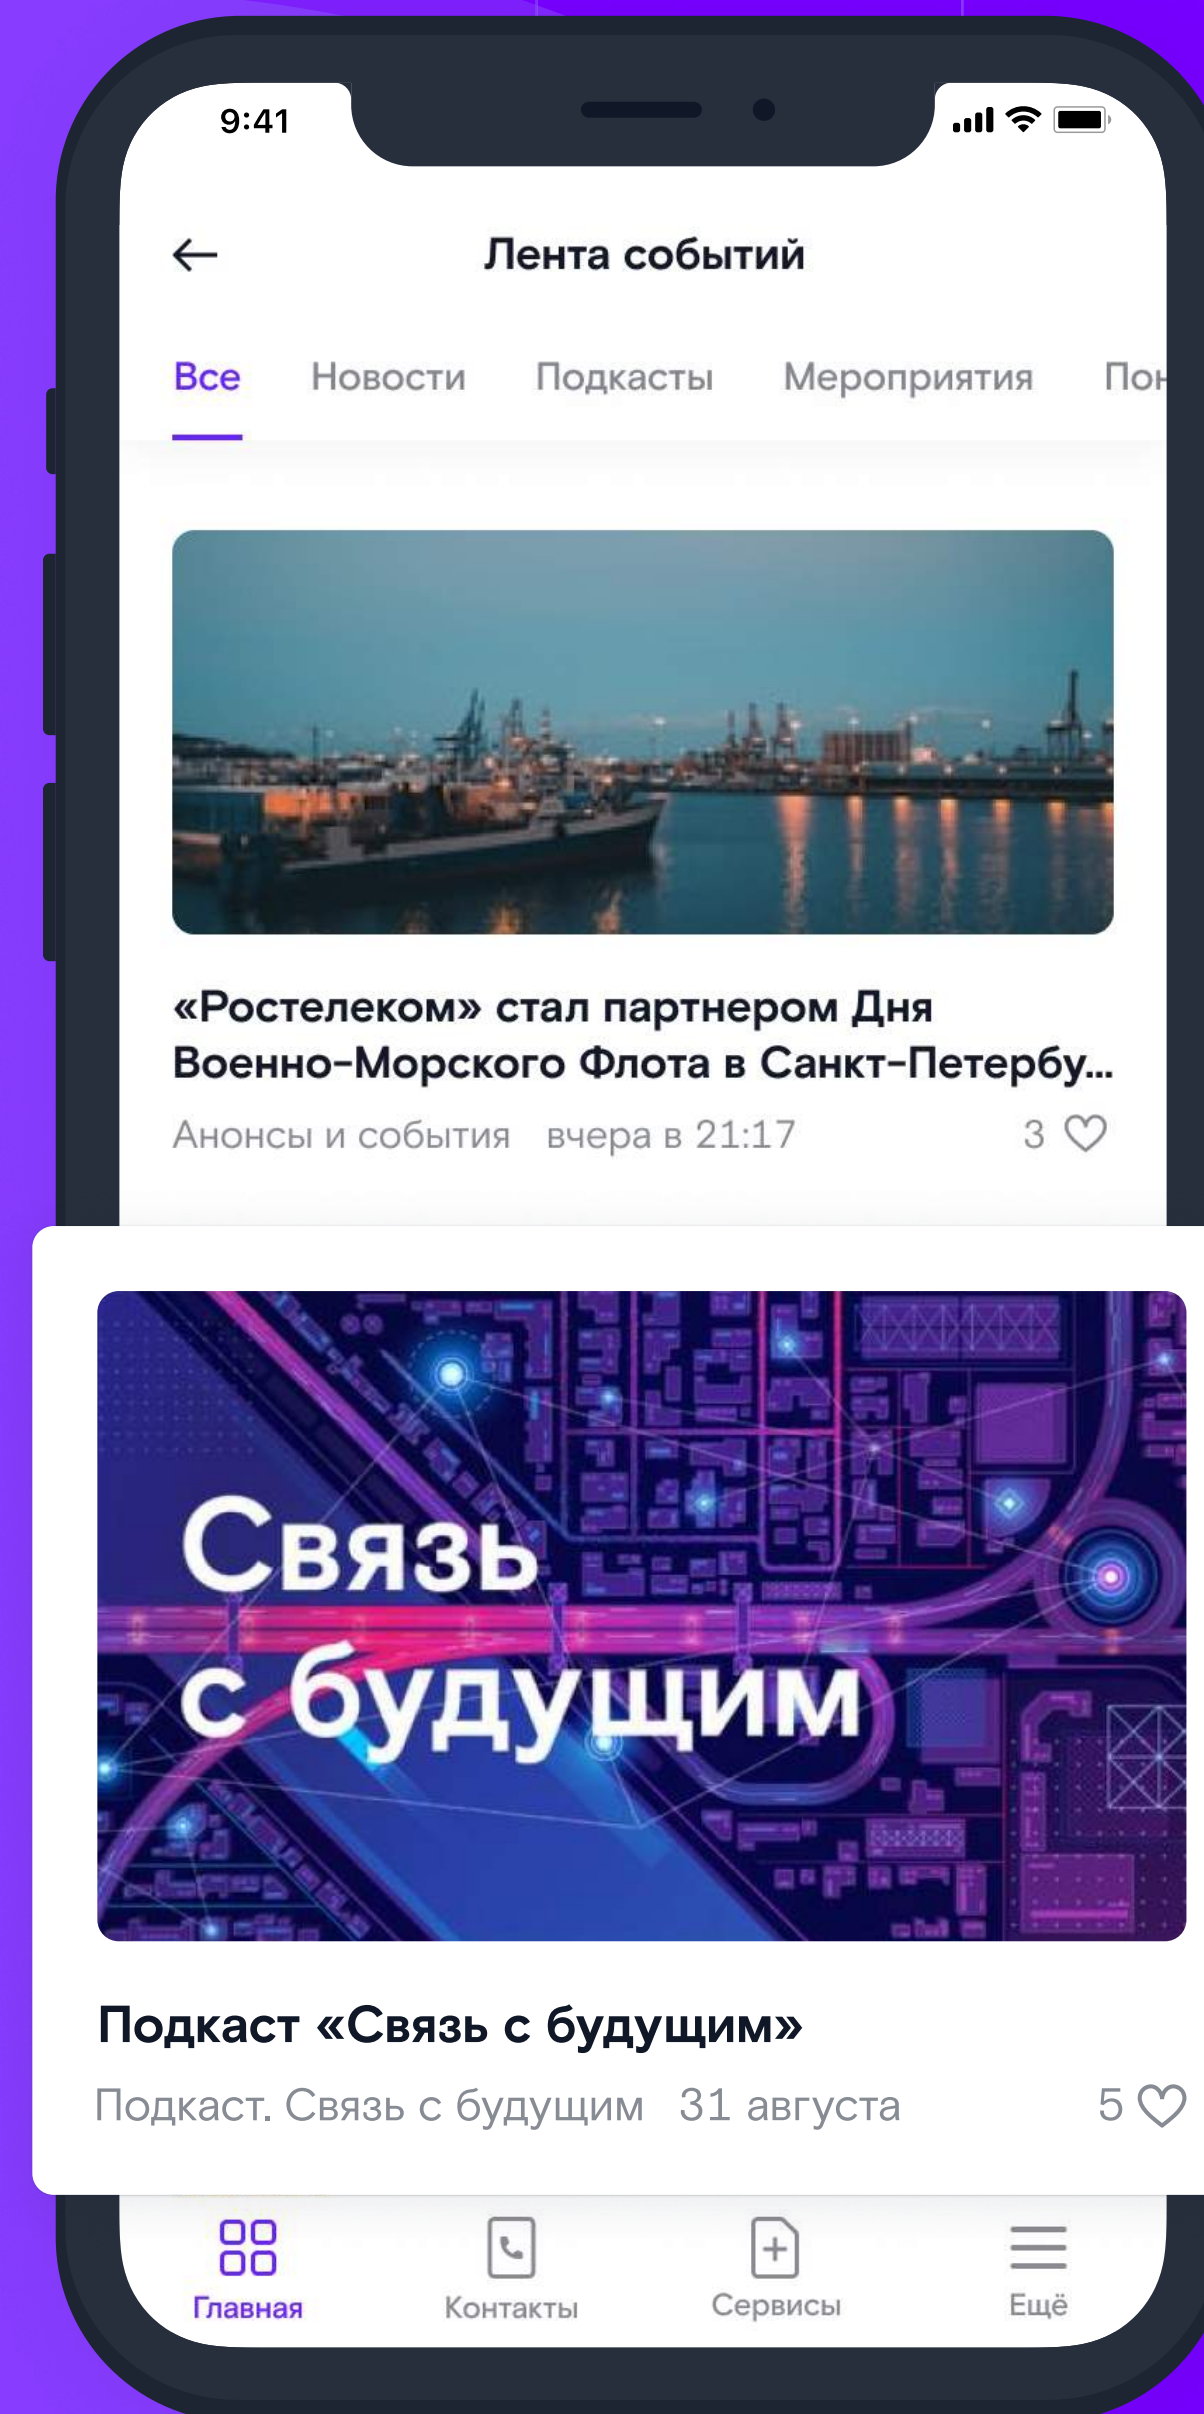 9:41
Лента событий
Все Новости Подкасты Мероприятия
«Ростелеком» стал партнером Дня
Военно-Морского Флота в Санкт-Петербу...
Анонсы и события вчера в 21:17 3
Связь
с будущим
Подкаст «Связь с будущим»
Подкаст. Связь с будущим 31 августа 5
Главная Контакты Сервисы Ещё